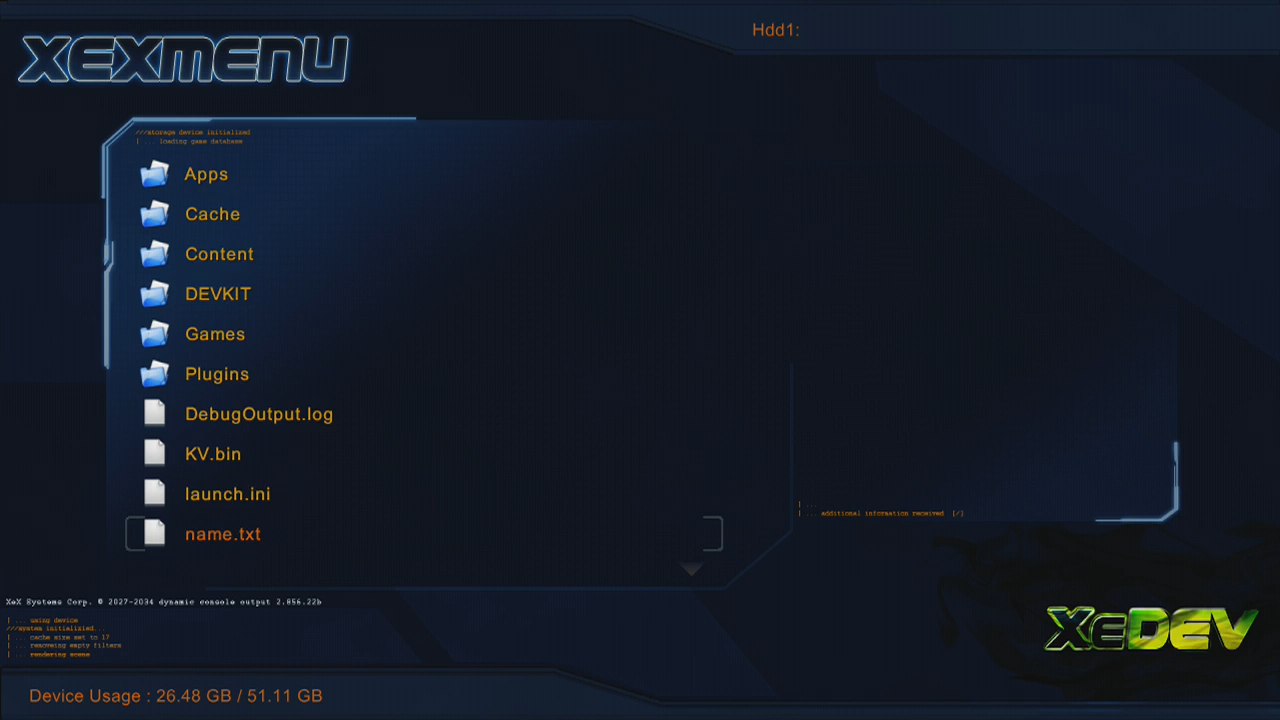 Hdd1:
XEXMENU
///storage device initialized
| ... loading game database
Apps
Cache
Content
DEVKIT
Games
Plugins
DebugOutput.log
KV.bin
launch.ini
name.txt
| ...
| ... additional information received [/]
XeX Systems Corp. © 2027-2034 dynamic console output 2.856.22b
| ... using device
///system initializied...
| ... cache size set to 17
| ... removing empty filters
| ... rendering scene
XeDEV
Device Usage : 26.48 GB / 51.11 GB